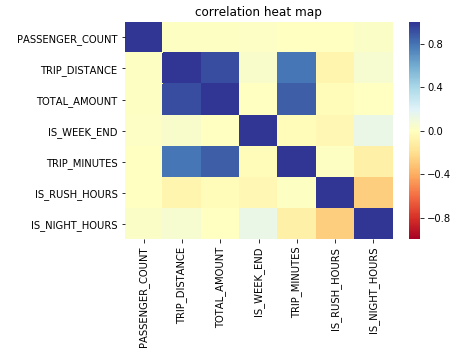 correlation heat map
PASSENGER_COUNT
TRIP_DISTANCE
TOTAL_AMOUNT
IS_WEEK_END
TRIP_MINUTES
IS_RUSH_HOURS
IS_NIGHT_HOURS
PASSENGER_COUNT
TRIP_DISTANCE
TOTAL_AMOUNT
IS_WEEK_END
TRIP_MINUTES
IS_RUSH_HOURS
IS_NIGHT_HOURS
0.8
0.4
0.0
−0.4
−0.8